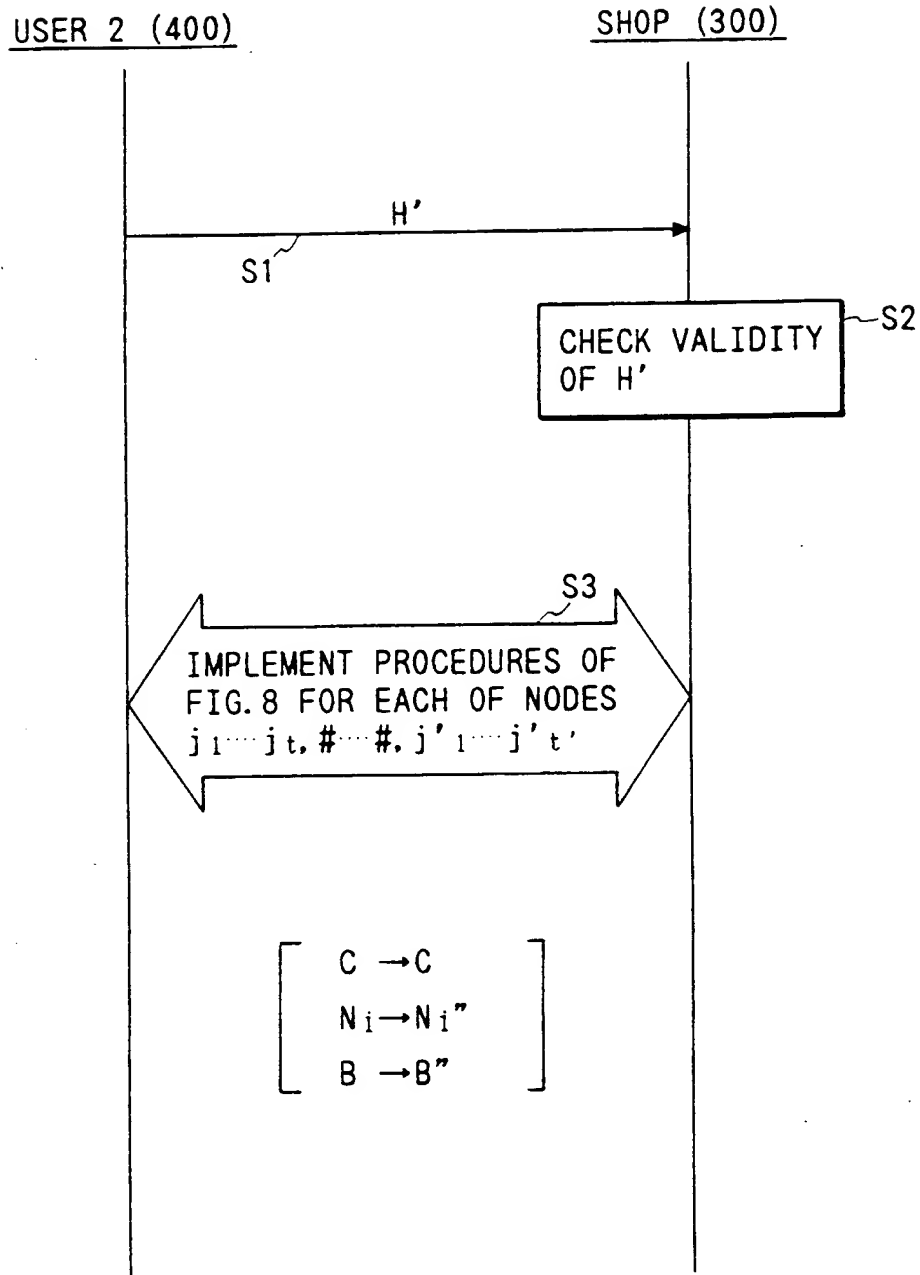 USER 2 (400)
SHOP (300)
H'
S1
CHECK VALIDITY
OF H'
S2
S3
IMPLEMENT PROCEDURES OF
FIG.8 FOR EACH OF NODES
j1⋯jt, #⋯#, j'1⋯j't'
C →C
Ni→Ni"
B →B"